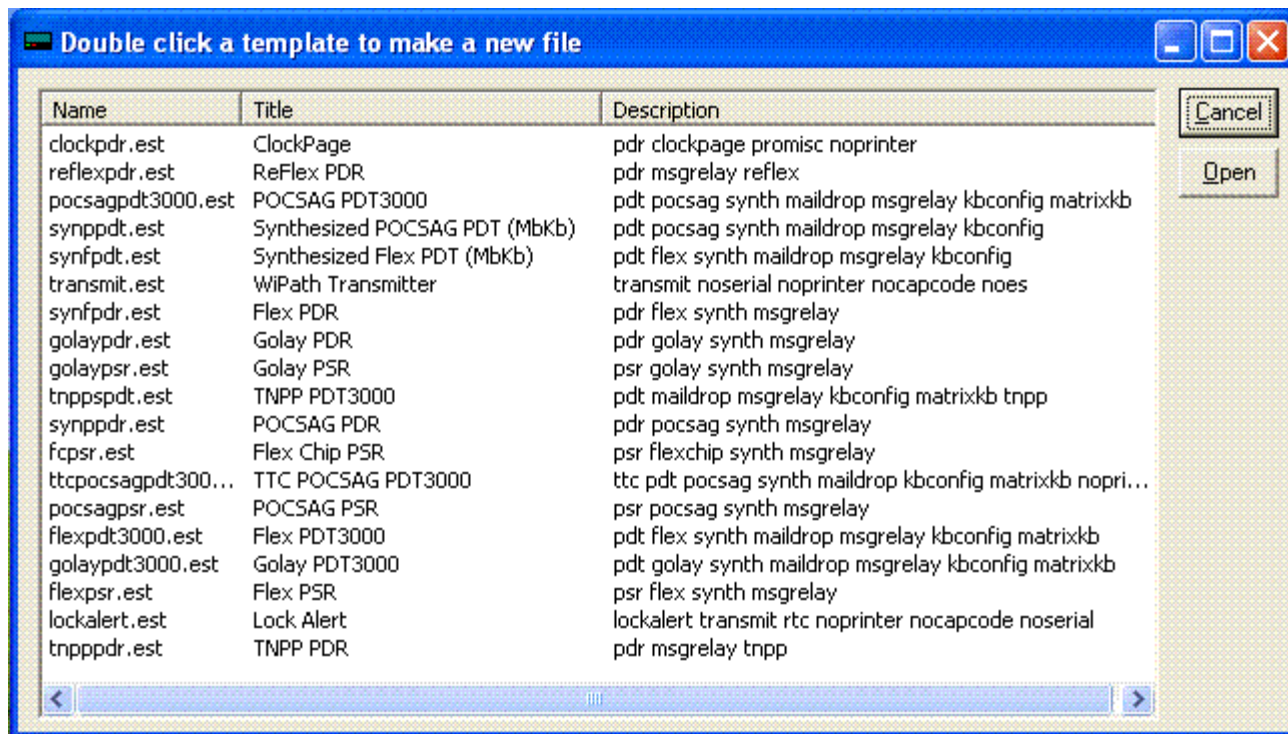 Double click a template to make a new file
Name Title Description
clockpdr.est ClockPage pdr clockpage promisc noprinter
reflexpdr.est ReFlex PDR pdr msgrelay reflex
pocsagpdt3000.est POCSAG PDT3000 pdt pocsag synth maildrop msgrelay kbconfig matrixkb
synppdt.est Synthesized POCSAG PDT (MbKb) pdt pocsag synth maildrop msgrelay kbconfig
synfpdt.est Synthesized Flex PDT (MbKb) pdt flex synth maildrop msgrelay kbconfig
transmit.est WiPath Transmitter transmit noserial noprinter nocapcode noes
synfpdr.est Flex PDR pdr flex synth msgrelay
golaypdr.est Golay PDR pdr golay synth msgrelay
golaypsr.est Golay PSR psr golay synth msgrelay
tnppspdt.est TNPP PDT3000 pdt maildrop msgrelay kbconfig matrixkb tnpp
synppdr.est POCSAG PDR pdr pocsag synth msgrelay
fcpsr.est Flex Chip PSR psr flexchip synth msgrelay
ttcpocsagpdt300... TTC POCSAG PDT3000 ttc pdt pocsag synth maildrop kbconfig matrixkb nopri...
pocsagpsr.est POCSAG PSR psr pocsag synth msgrelay
flexpdt3000.est Flex PDT3000 pdt flex synth maildrop msgrelay kbconfig matrixkb
golaypdt3000.est Golay PDT3000 pdt golay synth maildrop msgrelay kbconfig matrixkb
flexpsr.est Flex PSR psr flex synth msgrelay
lockalert.est Lock Alert lockalert transmit rtc noprinter nocapcode noserial
tnpppdr.est TNPP PDR pdr msgrelay tnpp
Cancel
Open